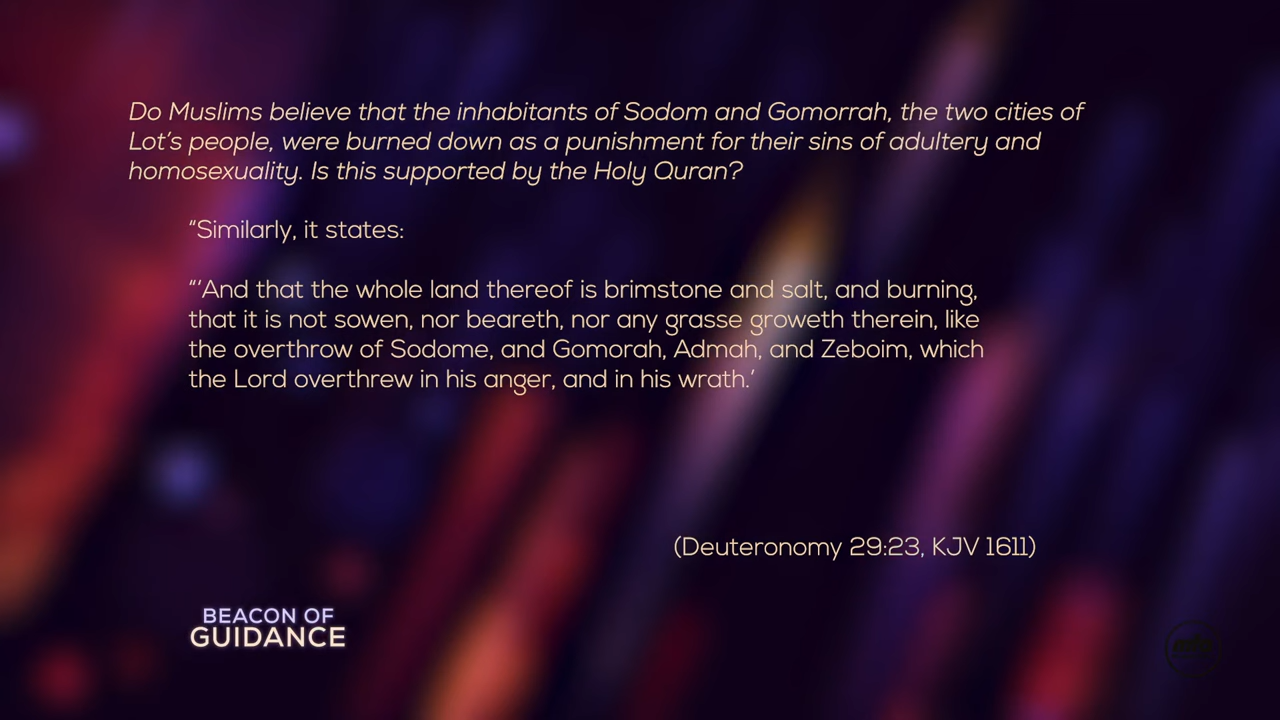 Do Muslims believe that the inhabitants of Sodom and Gomorrah, the two cities of
Lot's people, were burned down as a punishment for their sins of adultery and
homosexuality. Is this supported by the Holy Quran?
“Similarly, it states:
“‘And that the whole land thereof is brimstone and salt, and burning,
that it is not sowen, nor beareth, nor any grasse groweth therein, like
the overthrow of Sodome, and Gomorah, Admah, and Zeboim, which
the Lord overthrew in his anger, and in his wrath.’
(Deuteronomy 29:23, KJV 1611)
BEACON OF
GUIDANCE